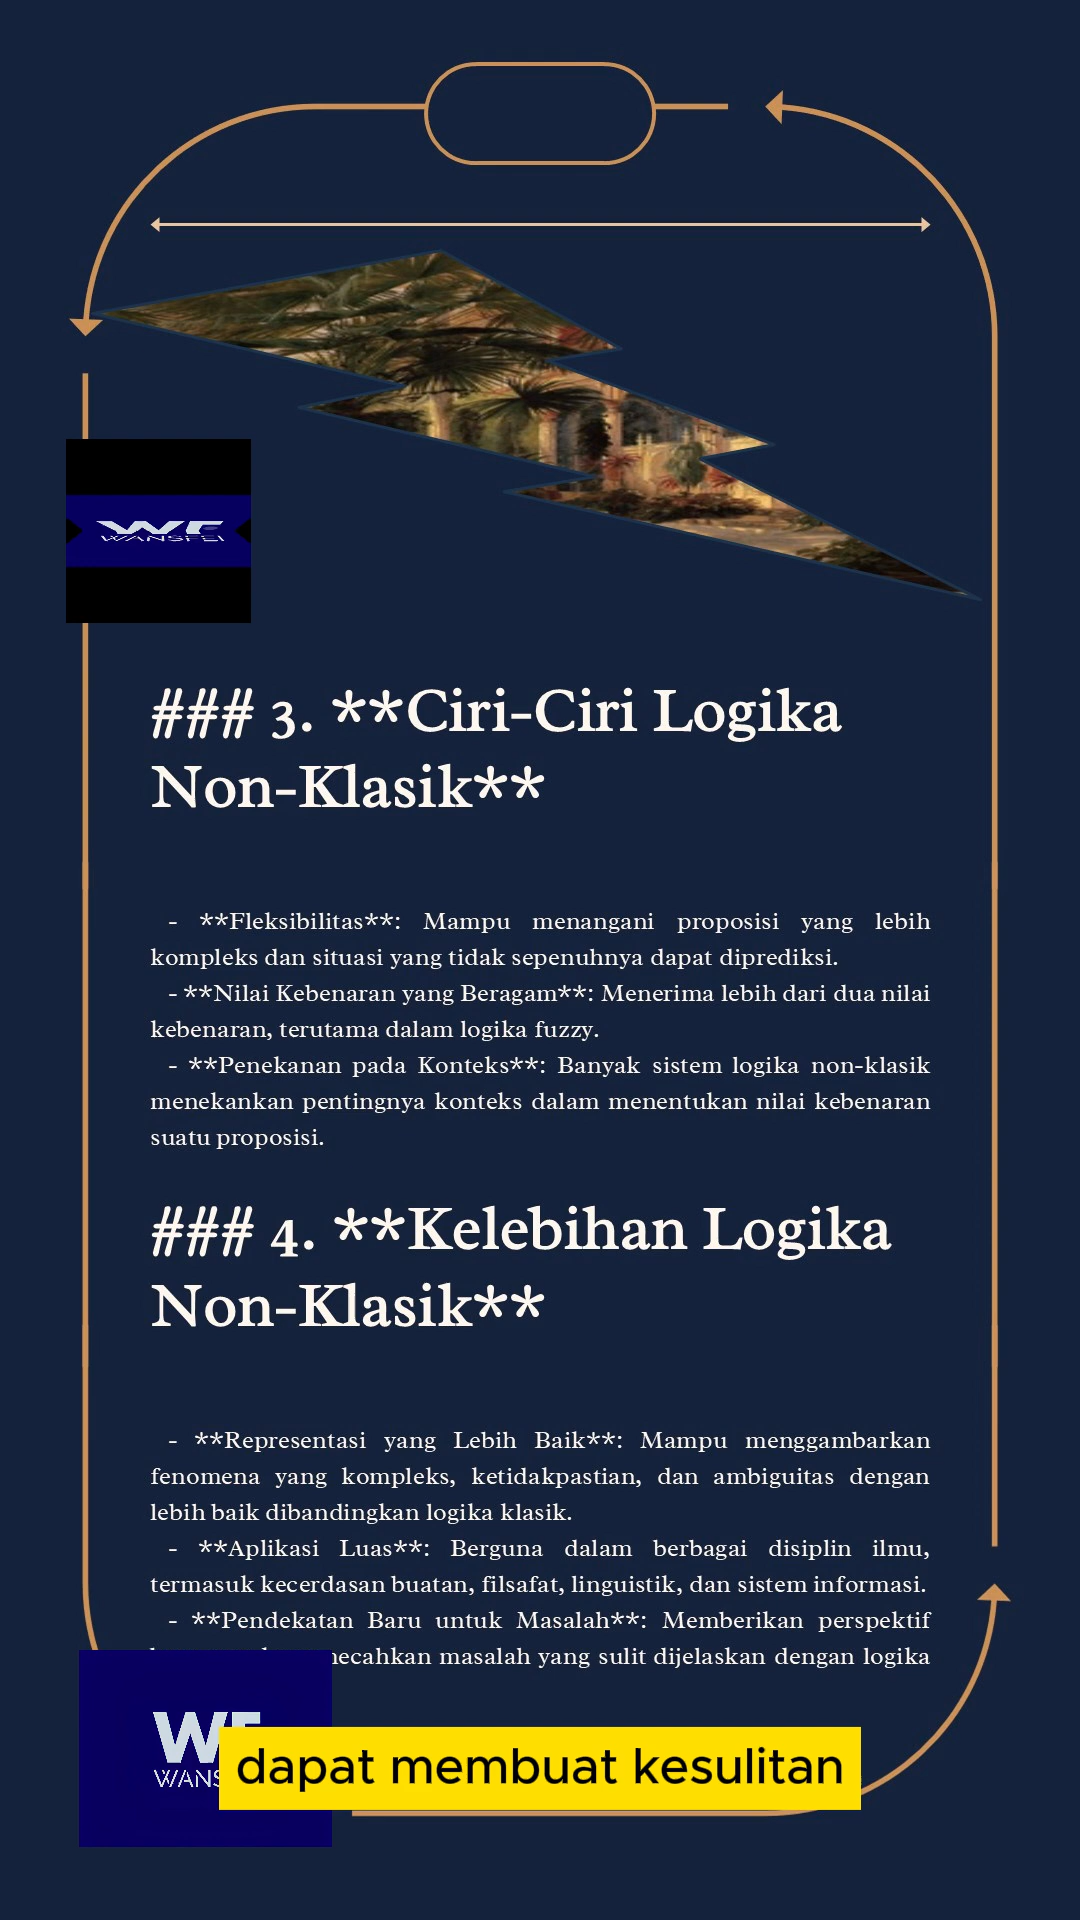 WF
WANSFEI
### 3. **Ciri-Ciri Logika
Non-Klasik**
- **Fleksibilitas**: Mampu menangani proposisi yang lebih
kompleks dan situasi yang tidak sepenuhnya dapat diprediksi.
- **Nilai Kebenaran yang Beragam**: Menerima lebih dari dua nilai
kebenaran, terutama dalam logika fuzzy.
- **Penekanan pada Konteks**: Banyak sistem logika non-klasik
menekankan pentingnya konteks dalam menentukan nilai kebenaran
suatu proposisi.
### 4. **Kelebihan Logika
Non-Klasik**
- **Representasi yang Lebih Baik**: Mampu menggambarkan
fenomena yang kompleks, ketidakpastian, dan ambiguitas dengan
lebih baik dibandingkan logika klasik.
- **Aplikasi Luas**: Berguna dalam berbagai disiplin ilmu,
termasuk kecerdasan buatan, filsafat, linguistik, dan sistem informasi.
- **Pendekatan Baru untuk Masalah**: Memberikan perspektif
masalah yang sulit dijelaskan dengan logika
WF
WANS
dapat membuat kesulitan